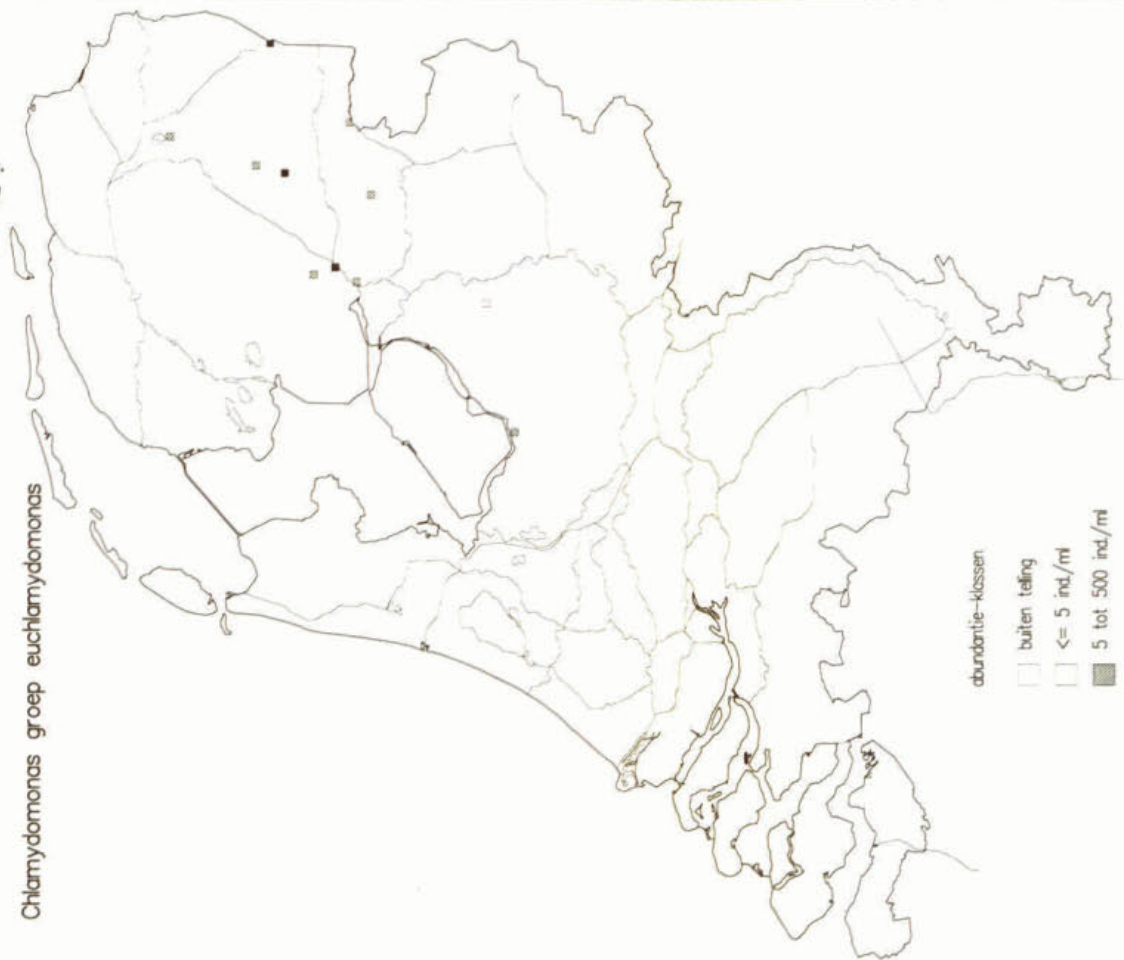 Chlamydomonas groep euchlamydomonas
abundantie-klassen
buiten telling
<= 5 ind./ml
5 tot 500 ind./ml